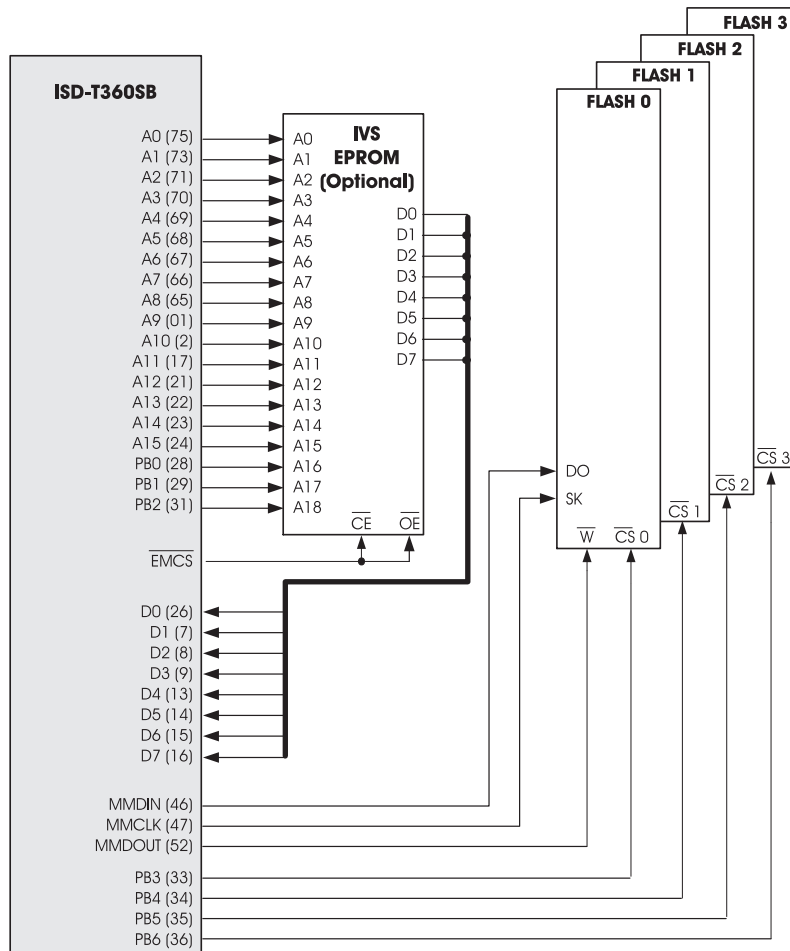 FLASH 3
FLASH 2
FLASH 1
FLASH 0
ISD-T360SB
IVS
EPROM
(Optional)
A0 (75)
A1 (73)
A2 (71)
A3 (70)
A4 (69)
A5 (68)
A6 (67)
A7 (66)
A8 (65)
A9 (01)
A10 (2)
A11 (17)
A12 (21)
A13 (22)
A14 (23)
A15 (24)
PB0 (28)
PB1 (29)
PB2 (31)
EMCS
A0
A1
A2
A3
A4
A5
A6
A7
A8
A9
A10
A11
A12
A13
A14
A15
A16
A17
A18
D0
D1
D2
D3
D4
D5
D6
D7
CE
OE
D0 (26)
D1 (7)
D2 (8)
D3 (9)
D4 (13)
D5 (14)
D6 (15)
D7 (16)
MMDIN (46)
MMCLK (47)
MMDOUT (52)
PB3 (33)
PB4 (34)
PB5 (35)
PB6 (36)
DO
SK
W
CS 0
CS 1
CS 2
CS 3